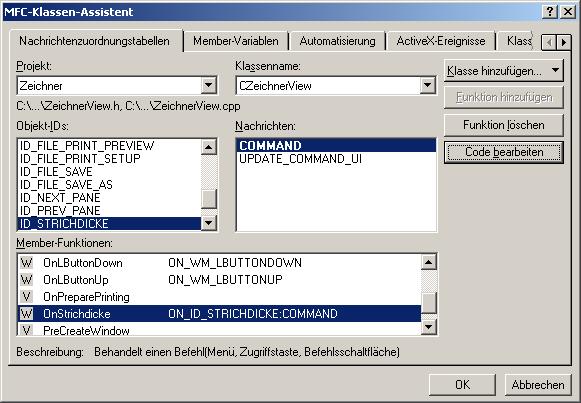 MFC-Klassen-Assistent
Nachrichtenzuordnungstabellen
Member-Variablen
Automatisierung
ActiveX-Ereignisse
Projekt:
Klassenname:
Klasse hinzufügen...
Zeichner
CZeichnerView
Funktion hinzufügen
C:\...\ZeichnerView.h, C:\...\ZeichnerView.cpp
Objekt-IDs:
Nachrichten:
Funktion löschen
Code bearbeiten
ID_FILE_PRINT_PREVIEW
ID_FILE_PRINT_SETUP
ID_FILE_SAVE
ID_FILE_SAVE_AS
ID_NEXT_PANE
ID_PREV_PANE
ID_STRICHDICKE
COMMAND
UPDATE_COMMAND_UI
Member-Funktionen:
W OnLButtonDown ON_WM_LBUTTONDOWN
W OnLButtonUp ON_WM_LBUTTONUP
V OnPreparePrinting
W OnStrichdicke ON_ID_STRICHDICKE:COMMAND
V PreCreateWindow
Beschreibung: Behandelt einen Befehl(Menü, Zugriffstaste, Befehlsschaltfläche)
OK
Abbrechen